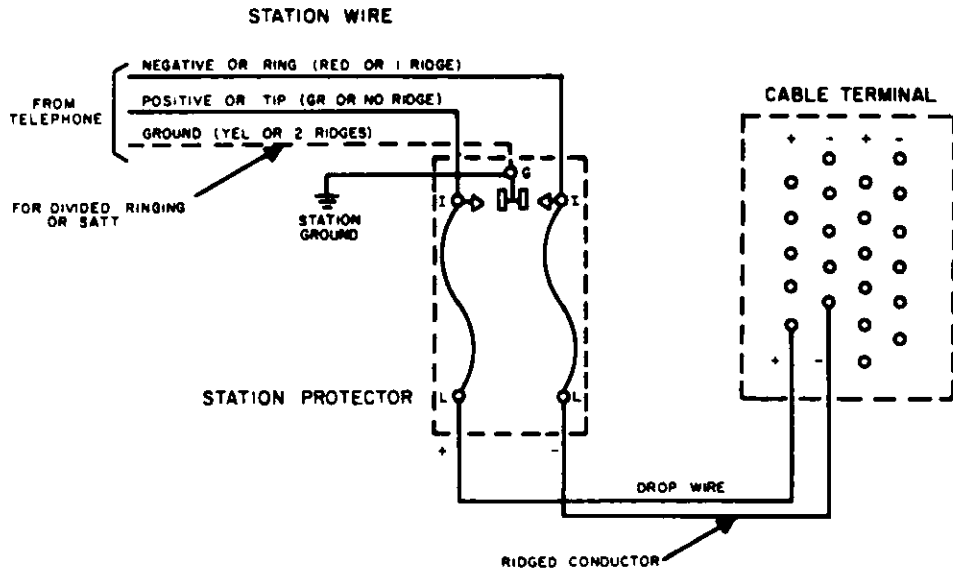 STATION WIRE
NEGATIVE OR RING (RED OR 1 RIDGE)
POSITIVE OR TIP (GR OR NO RIDGE)
GROUND (YEL OR 2 RIDGES)
FROM
TELEPHONE
FOR DIVIDED RINGING
OR SATT
STATION
GROUND
G
I
I
STATION PROTECTOR
L
L
+
-
CABLE TERMINAL
+ - + -
+ -
DROP WIRE
RIDGED CONDUCTOR